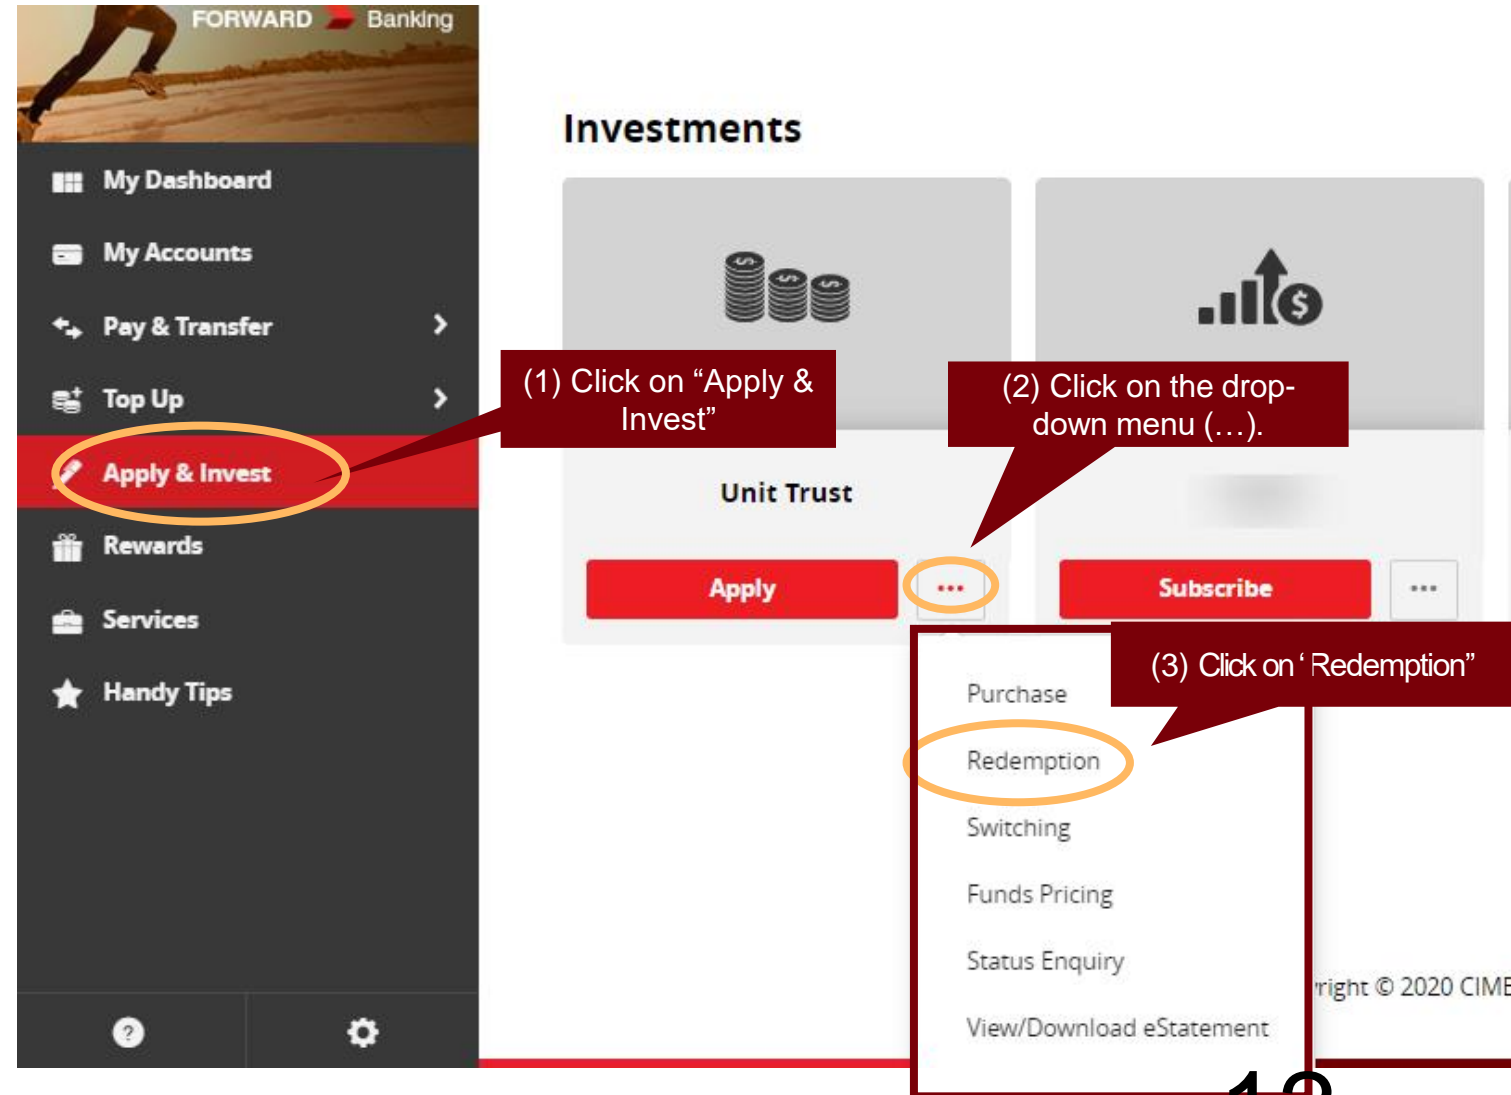 FORWARD Banking
Investments
My Dashboard
My Accounts
Pay & Transfer
Top Up
Apply & Invest
Rewards
Services
Handy Tips
(1) Click on “Apply &
Invest”
(2) Click on the drop-
down menu (…).
Unit Trust
Apply
...
Subscribe
...
(3) Click on ‘Redemption”
Purchase
Redemption
Switching
Funds Pricing
Status Enquiry
View/Download eStatement
right © 2020 CIMB